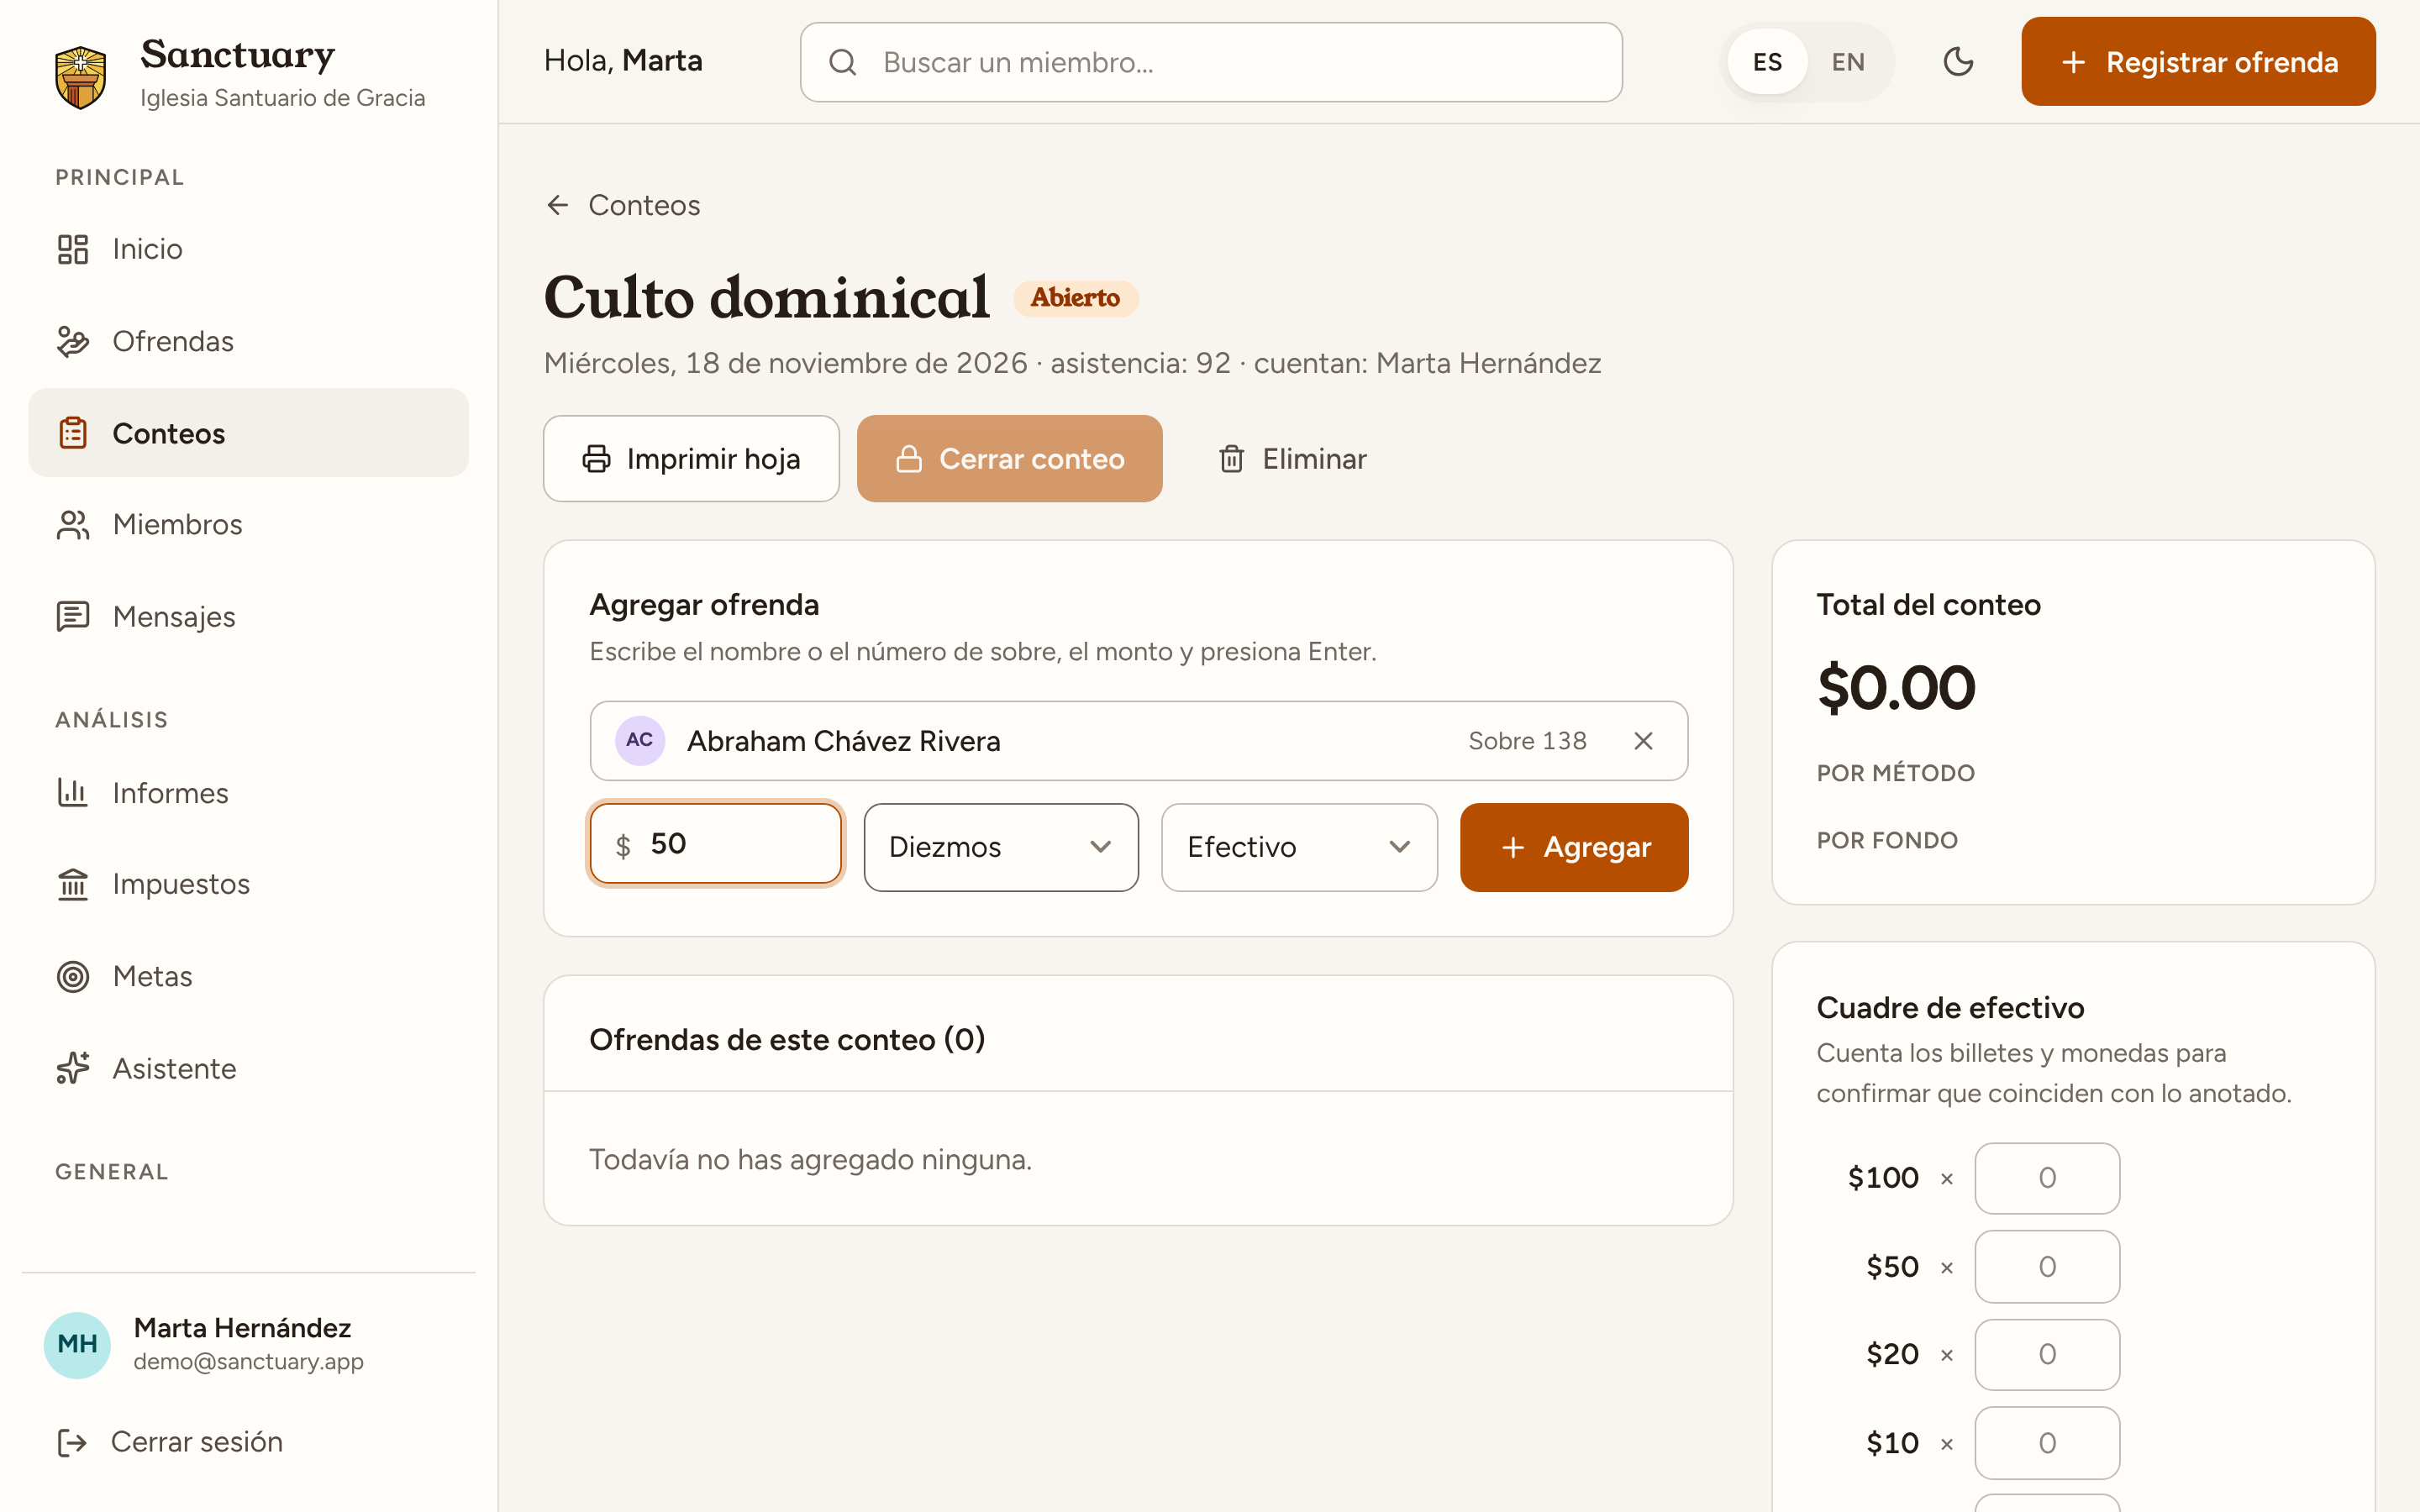 Sanctuary
Iglesia Santuario de Gracia
PRINCIPAL
Inicio
Ofrendas
Conteos
Miembros
Mensajes
ANÁLISIS
Informes
Impuestos
Metas
Asistente
GENERAL
MH
Marta Hernández
demo@sanctuary.app
Cerrar sesión
Hola, Marta
Buscar un miembro...
ES EN
Registrar ofrenda
Conteos
Culto dominical Abierto
Miércoles, 18 de noviembre de 2026 · asistencia: 92 · cuentan: Marta Hernández
Imprimir hoja
Cerrar conteo
Eliminar
Agregar ofrenda
Escribe el nombre o el número de sobre, el monto y presiona Enter.
AC Abraham Chávez Rivera Sobre 138
$ 50 Diezmos Efectivo + Agregar
Ofrendas de este conteo (0)
Todavía no has agregado ninguna.
Total del conteo
$0.00
POR MÉTODO
POR FONDO
Cuadre de efectivo
Cuenta los billetes y monedas para
confirmar que coinciden con lo anotado.
$100 × 0
$50 × 0
$20 × 0
$10 × 0